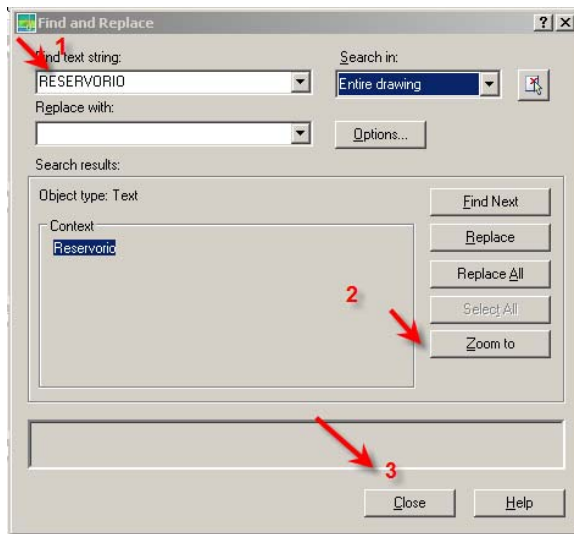 Find and Replace
1
Find text string:
Search in:
RESERVORIO
Entire drawing
Replace with:
Options...
Search results:
Object type: Text
Context
Reservorio
Find Next
Replace
Replace All
2
Select All
Zoom to
3
Close
Help